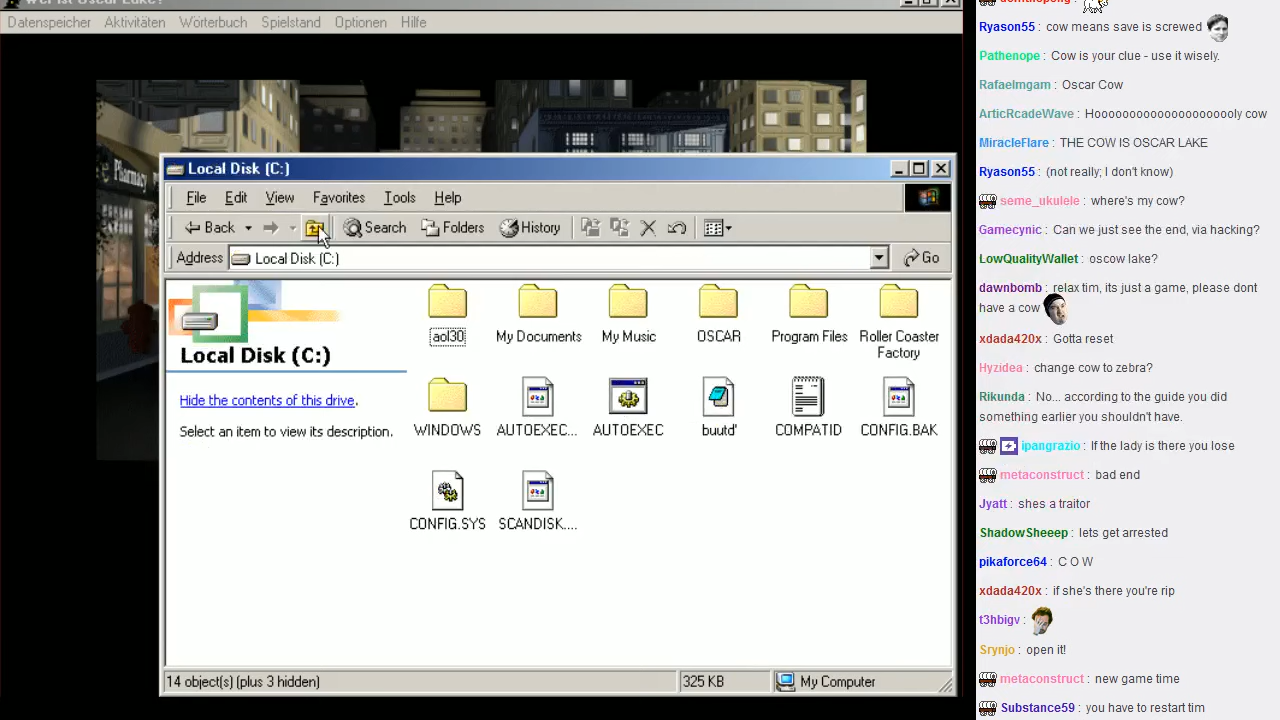 Wer ist Oscar Lake?
Datenspeicher Aktivitäten Wörterbuch Spielstand Optionen Hilfe
Pharmacy
Local Disk (C:)
File Edit View Favorites Tools Help
Back Search Folders History
Address Local Disk (C:) Go
Local Disk (C:)
Hide the contents of this drive.
Select an item to view its description.
aol30 My Documents My Music OSCAR Program Files Roller Coaster
Factory
WINDOWS AUTOEXEC... AUTOEXEC buutd' COMPATID CONFIG.BAK
CONFIG.SYS SCANDISK....
14 object(s) (plus 3 hidden) 325 KB My Computer
Ryason55 : cow means save is screwed
Pathenope : Cow is your clue - use it wisely.
Rafaelmgam : Oscar Cow
ArticRcadeWave : Hooooooooooooooooooly cow
MiracleFlare : THE COW IS OSCAR LAKE
Ryason55 : (not really; I don't know)
seme_ukulele : where's my cow?
Gamecynic : Can we just see the end, via hacking?
LowQualityWallet : oscow lake?
dawnbomb : relax tim, its just a game, please dont
have a cow
xdada420x : Gotta reset
Hyzidea : change cow to zebra?
Rikunda : No... according to the guide you did
something earlier you shouldn't have.
ipangrazio : If the lady is there you lose
metaconstruct : bad end
Jyatt : shes a traitor
ShadowSheeep : lets get arrested
pikaforce64 : C O W
xdada420x : if she's there you're rip
t3hbigv :
Srynjo : open it!
metaconstruct : new game time
Substance59 : you have to restart tim